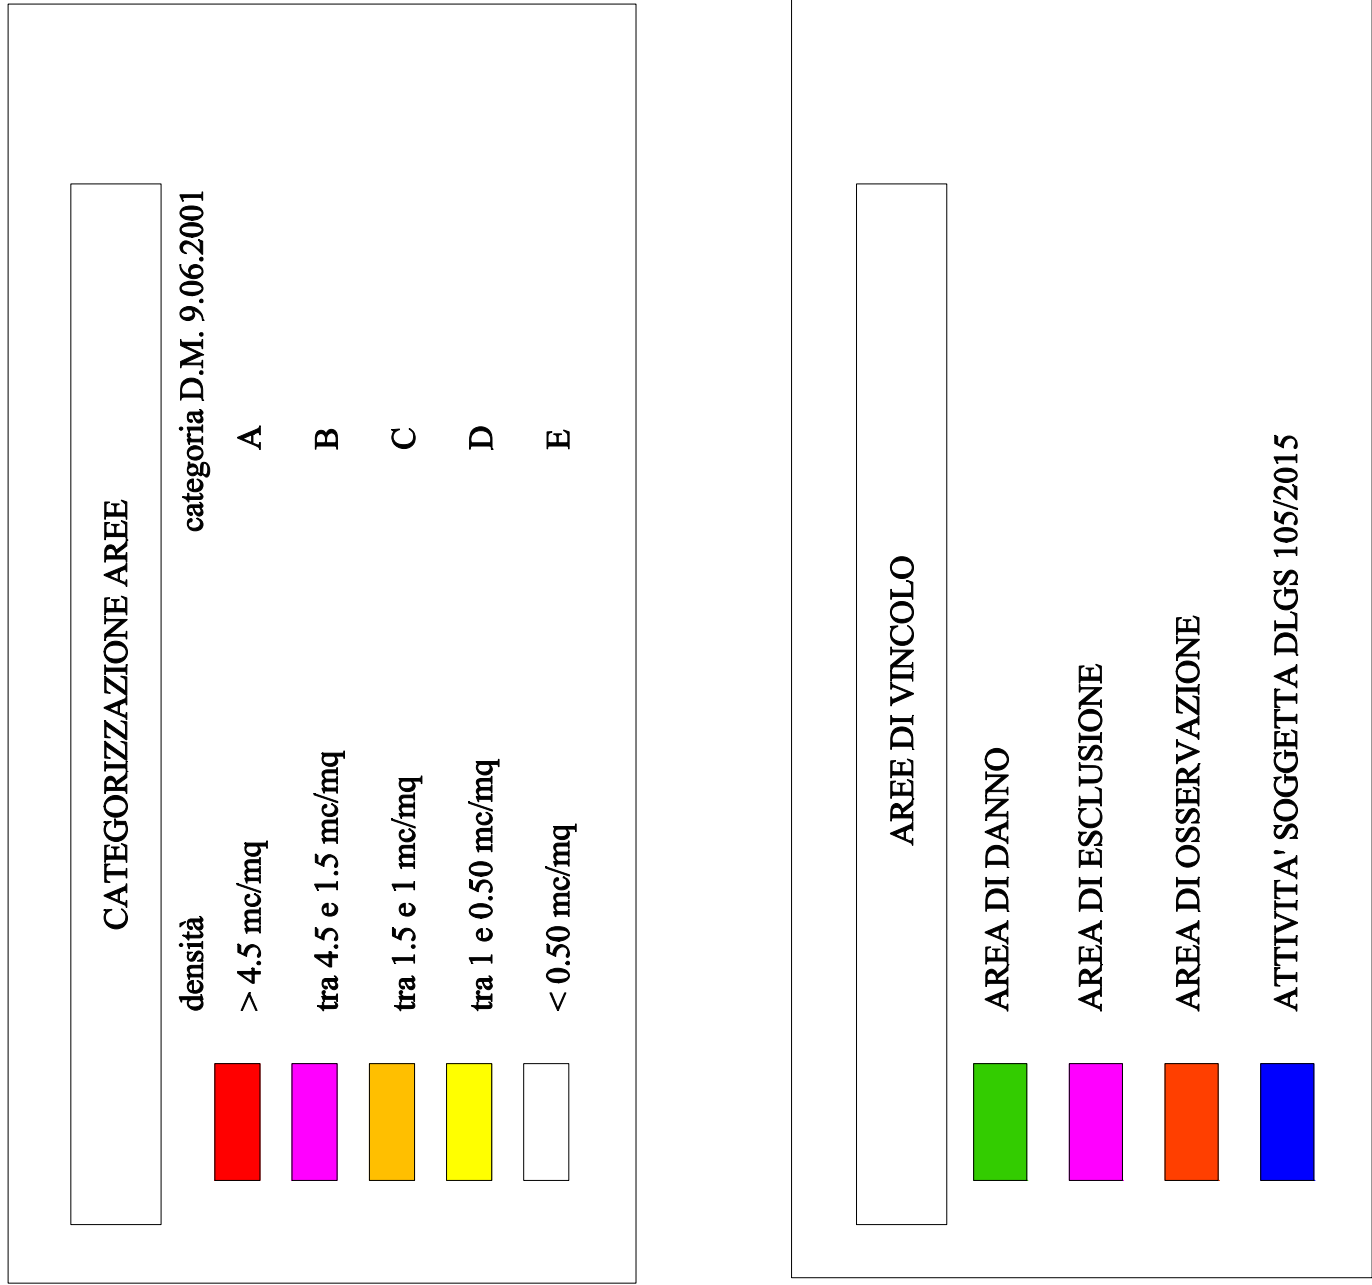 CATEGORIZZAZIONE AREE
densità categoria D.M. 9.06.2001
> 4.5 mc/mq A
tra 4.5 e 1.5 mc/mq B
tra 1.5 e 1 mc/mq C
tra 1 e 0.50 mc/mq D
< 0.50 mc/mq E
AREE DI VINCOLO
AREA DI DANNO
AREA DI ESCLUSIONE
AREA DI OSSERVAZIONE
ATTIVITA' SOGGETTA DLGS 105/2015